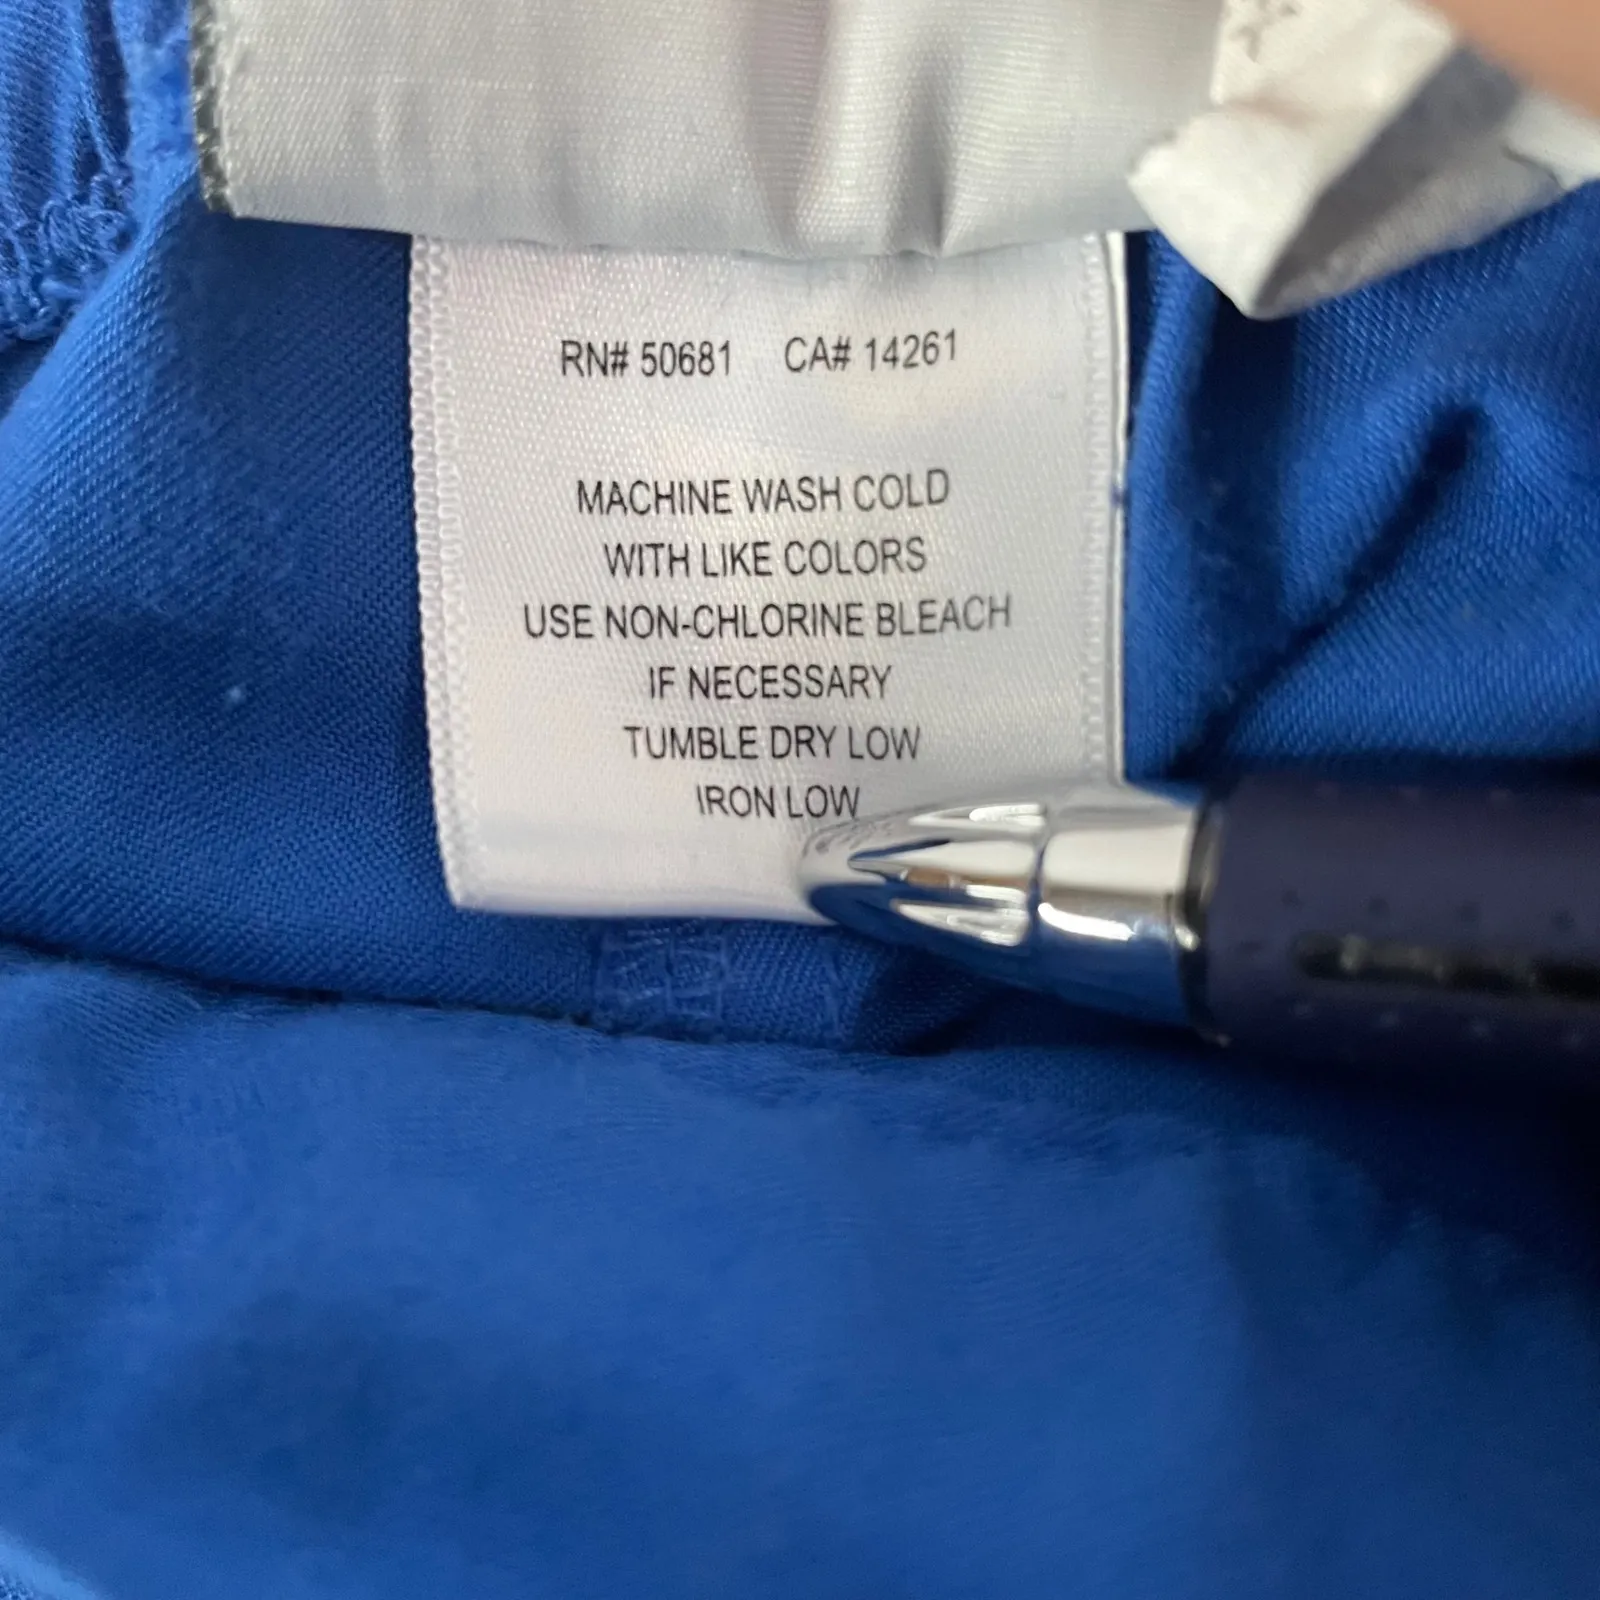 RN# 50681 CA# 14261
MACHINE WASH COLD
WITH LIKE COLORS
USE NON-CHLORINE BLEACH
IF NECESSARY
TUMBLE DRY LOW
IRON LOW